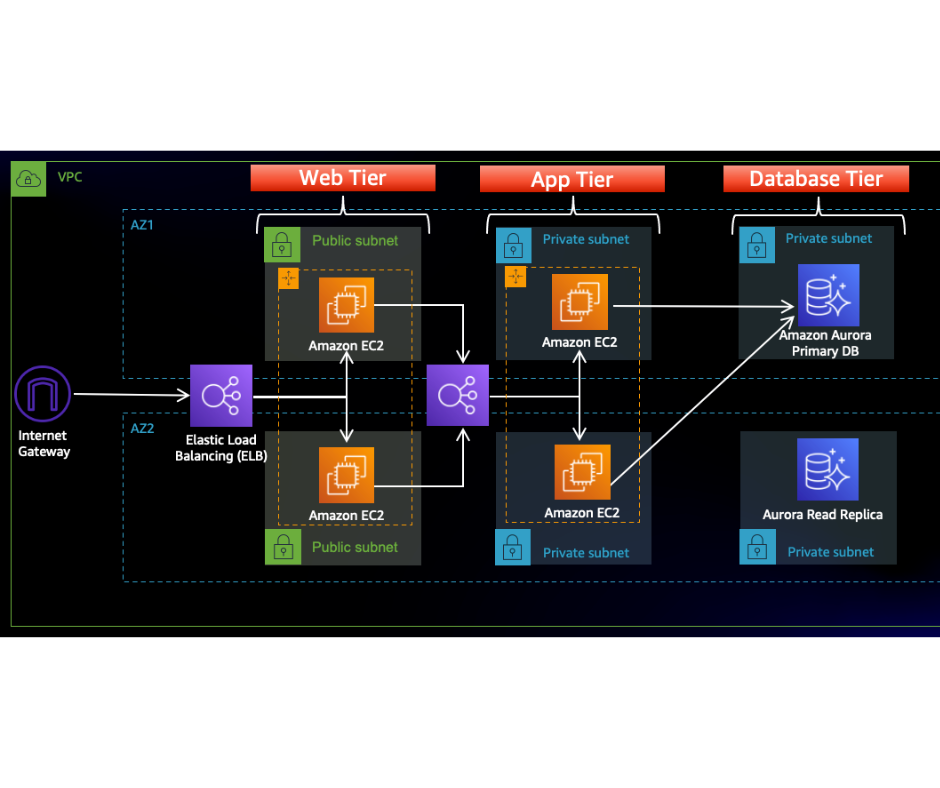 VPC
Web Tier
App Tier
Database Tier
AZ1
Public subnet
Private subnet
Private subnet
Amazon EC2
Amazon EC2
Amazon Aurora
Primary DB
Internet
Gateway
AZ2
Elastic Load
Balancing (ELB)
Amazon EC2
Amazon EC2
Aurora Read Replica
Public subnet
Private subnet
Private subnet